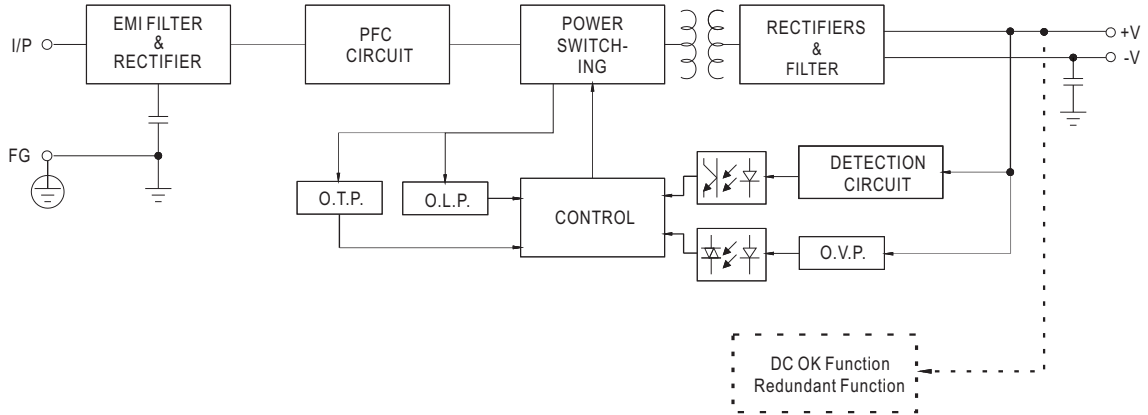 I/P
EMI FILTER
&
RECTIFIER
PFC
CIRCUIT
POWER
SWITCH-
ING
RECTIFIERS
&
FILTER
+V
-V
FG
O.T.P.
O.L.P.
CONTROL
DETECTION
CIRCUIT
O.V.P.
DC OK Function
Redundant Function